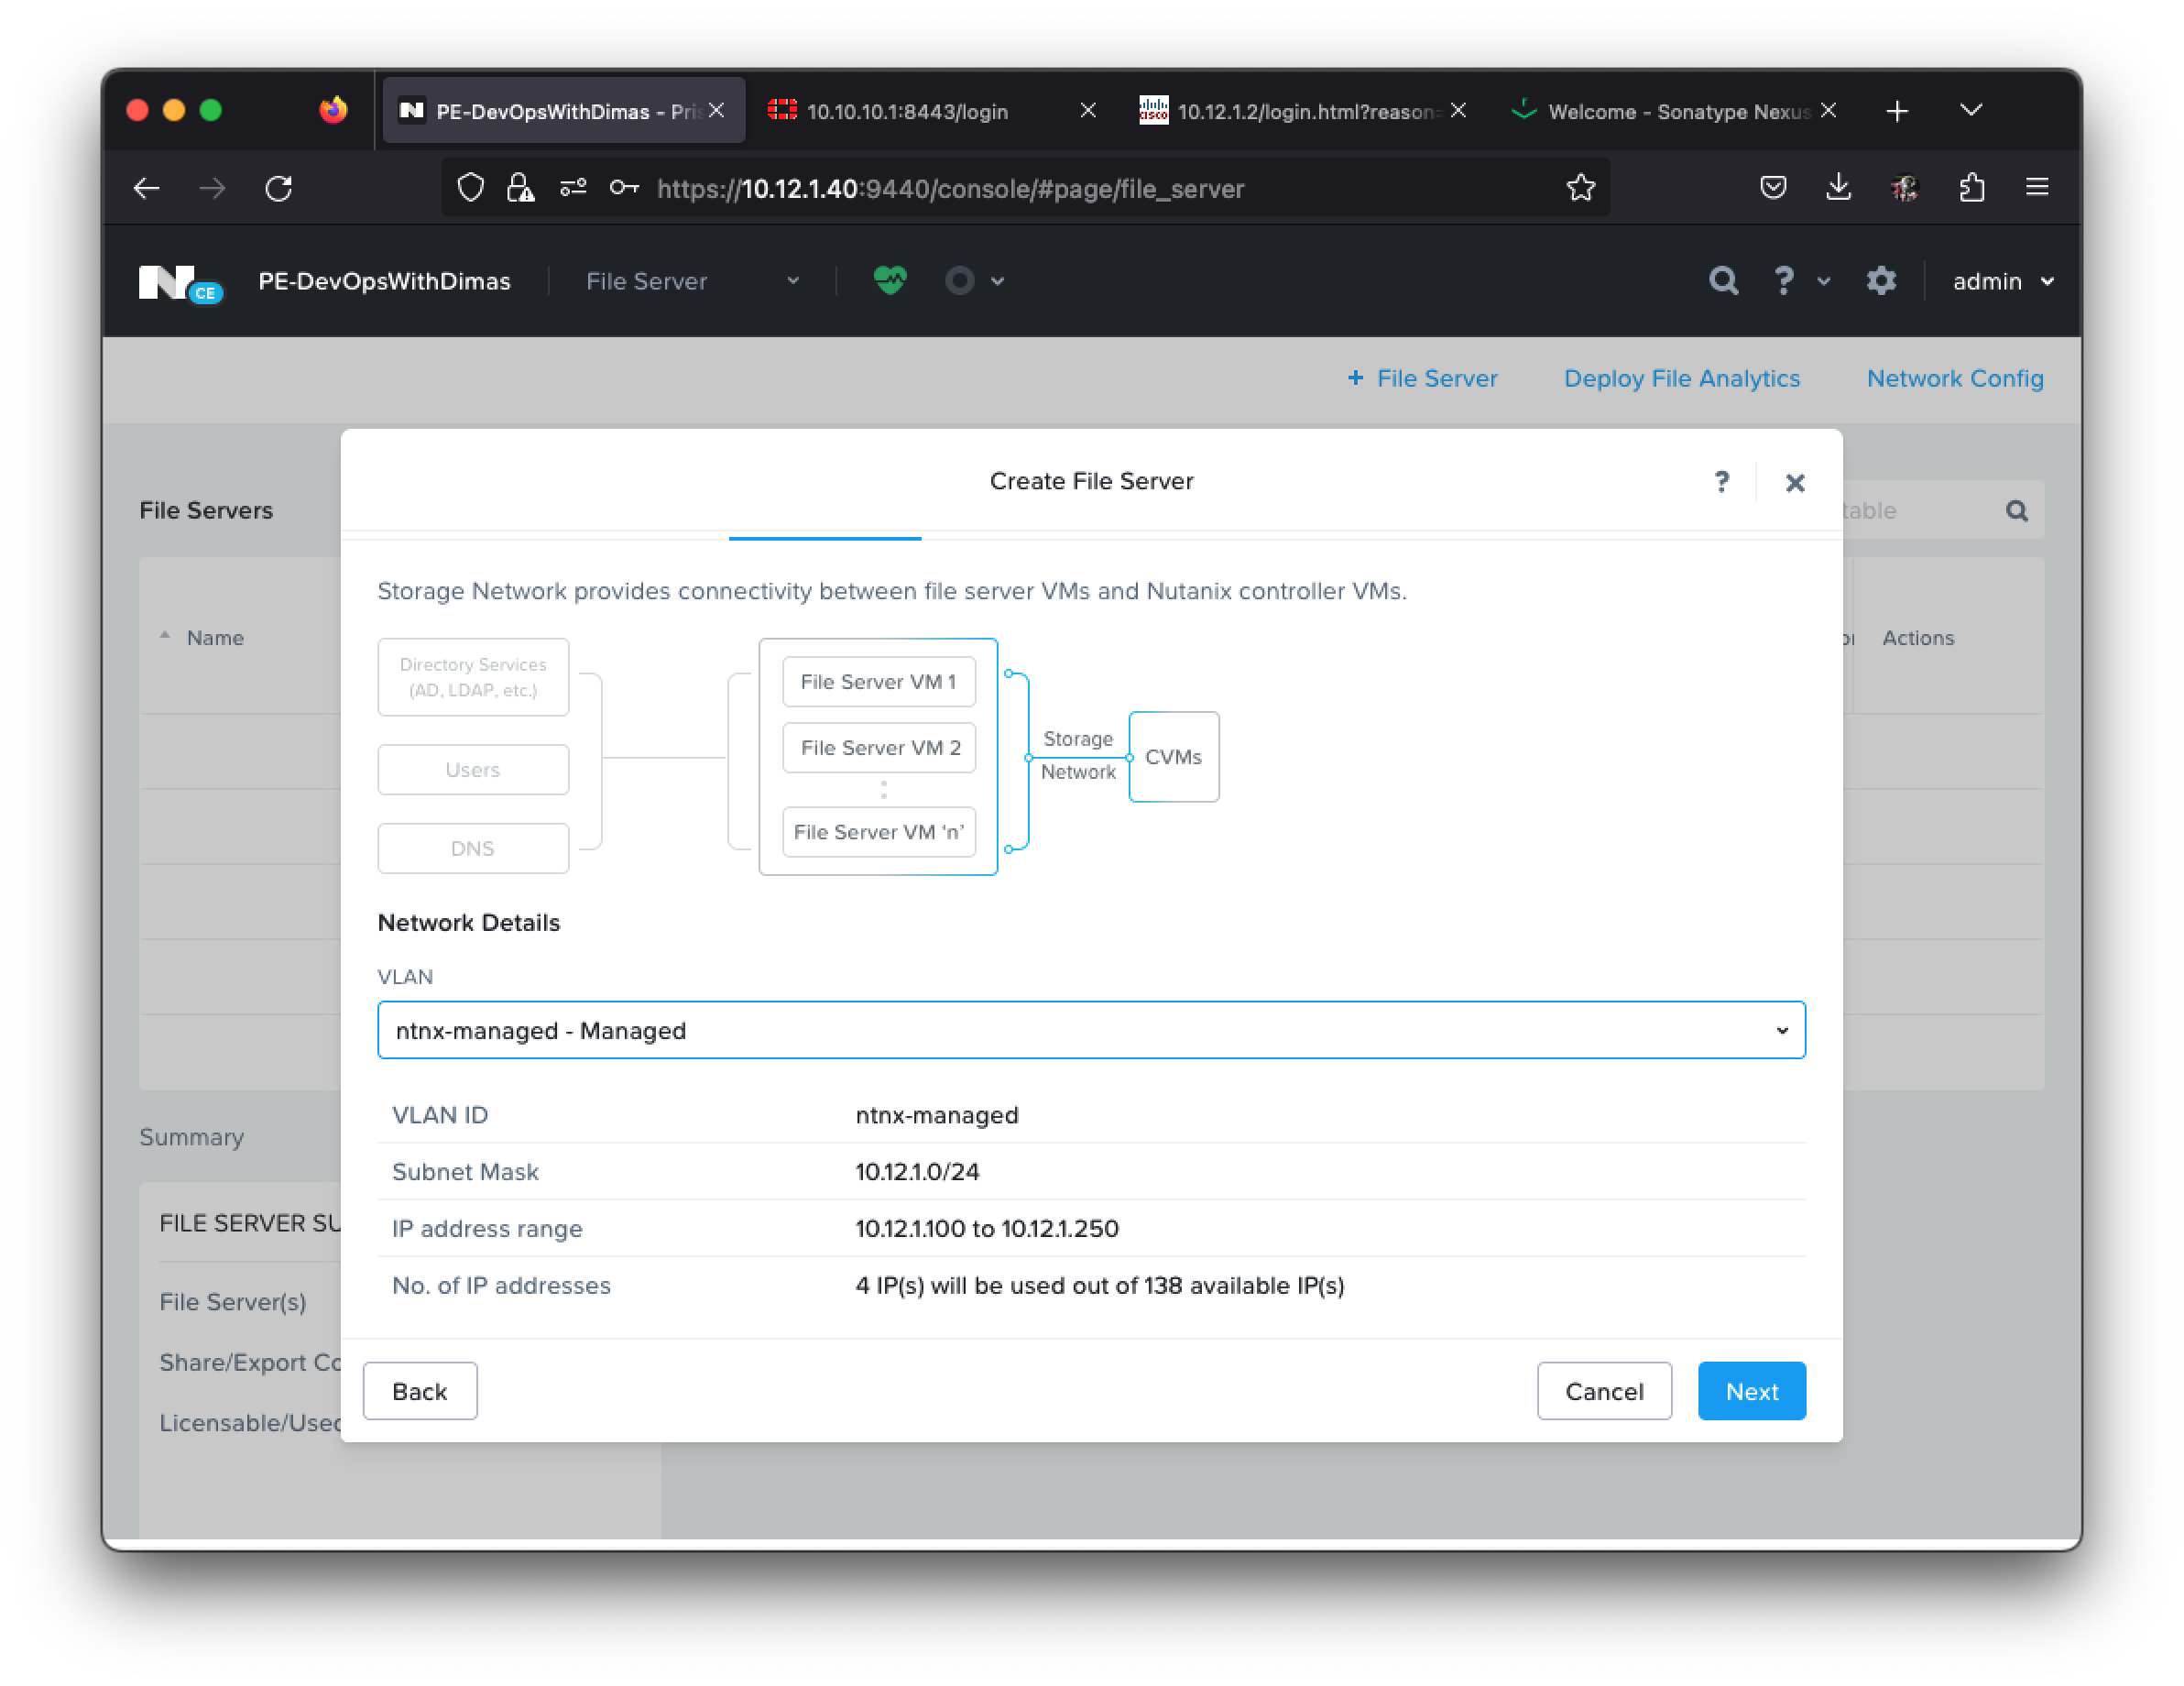 PE-DevOpsWithDimas - Pris
10.10.10.1:8443/login
10.12.1.2/login.html?reason=
Welcome - Sonatype Nexus
https://10.12.1.40:9440/console/#page/file_server
N CE PE-DevOpsWithDimas File Server ? admin
+ File Server Deploy File Analytics Network Config
Create File Server ?
File Servers
table
Name
Actions
Storage Network provides connectivity between file server VMs and Nutanix controller VMs.
Directory Services
(AD, LDAP, etc.)
Users
DNS
File Server VM 1
File Server VM 2
File Server VM ‘n’
Storage
Network
CVMs
Network Details
VLAN
ntnx-managed - Managed
VLAN ID ntnx-managed
Subnet Mask 10.12.1.0/24
IP address range 10.12.1.100 to 10.12.1.250
No. of IP addresses 4 IP(s) will be used out of 138 available IP(s)
Back Cancel Next
Summary
FILE SERVER SU
File Server(s)
Share/Export Co
Licensable/Used